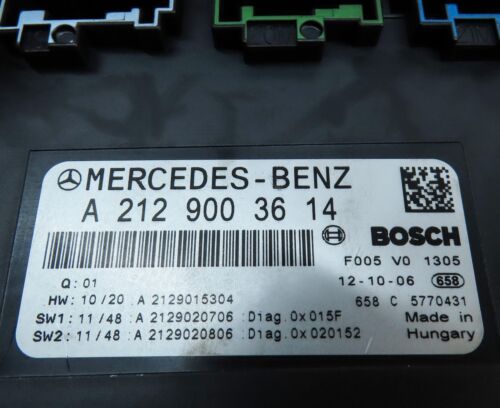 MERCEDES-BENZ
A 212 900 36 14
BOSCH
F005 V0 1305
Q: 01
12-10-06 658
HW: 10/20 A 2129015304
658 C 5770431
SW1: 11/48 A 2129020706 :Diag.0x015F
Made in
SW2: 11/48 A 2129020806 :Diag.0x020152
Hungary